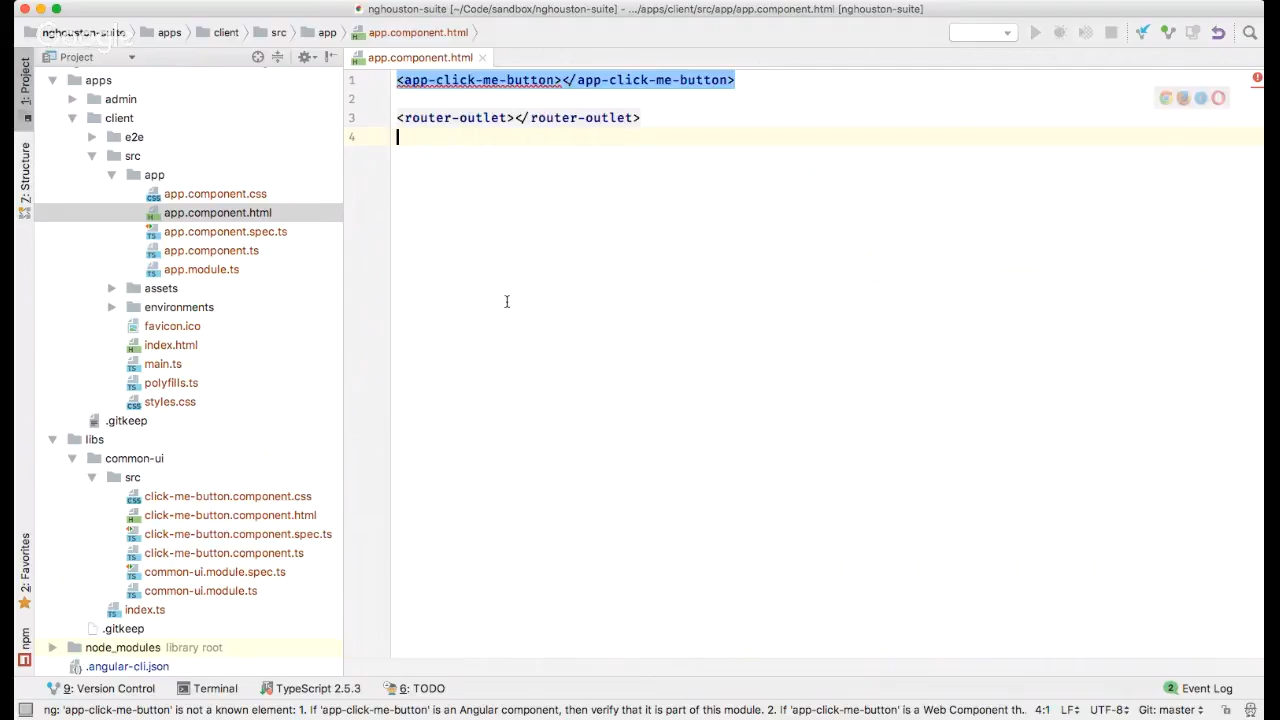 nghouston-suite [~/Code/sandbox/nghouston-suite] - .../apps/client/src/app/app.component.html [nghouston-suite]
nghouston-suite apps client src app app.component.html
Project app.component.html
1: Project
Z: Structure
2: Favorites
npm
apps
admin
client
e2e
src
app
app.component.css
app.component.html
app.component.spec.ts
app.component.ts
app.module.ts
assets
environments
favicon.ico
index.html
main.ts
polyfills.ts
styles.css
.gitkeep
libs
common-ui
src
click-me-button.component.css
click-me-button.component.html
click-me-button.component.spec.ts
click-me-button.component.ts
common-ui.module.spec.ts
common-ui.module.ts
index.ts
.gitkeep
node_modules library root
.angular-cli.json
1 <app-click-me-button></app-click-me-button>
2
3 <router-outlet></router-outlet>
4
9: Version Control Terminal TypeScript 2.5.3 6: TODO 2 Event Log
ng: 'app-click-me-button' is not a known element: 1. If 'app-click-me-button' is an Angular component, then verify that it is part of this module. 2. If 'app-click-me-button' is a Web Component th.. 4:1 LF÷ UTF-8÷ Git: master÷